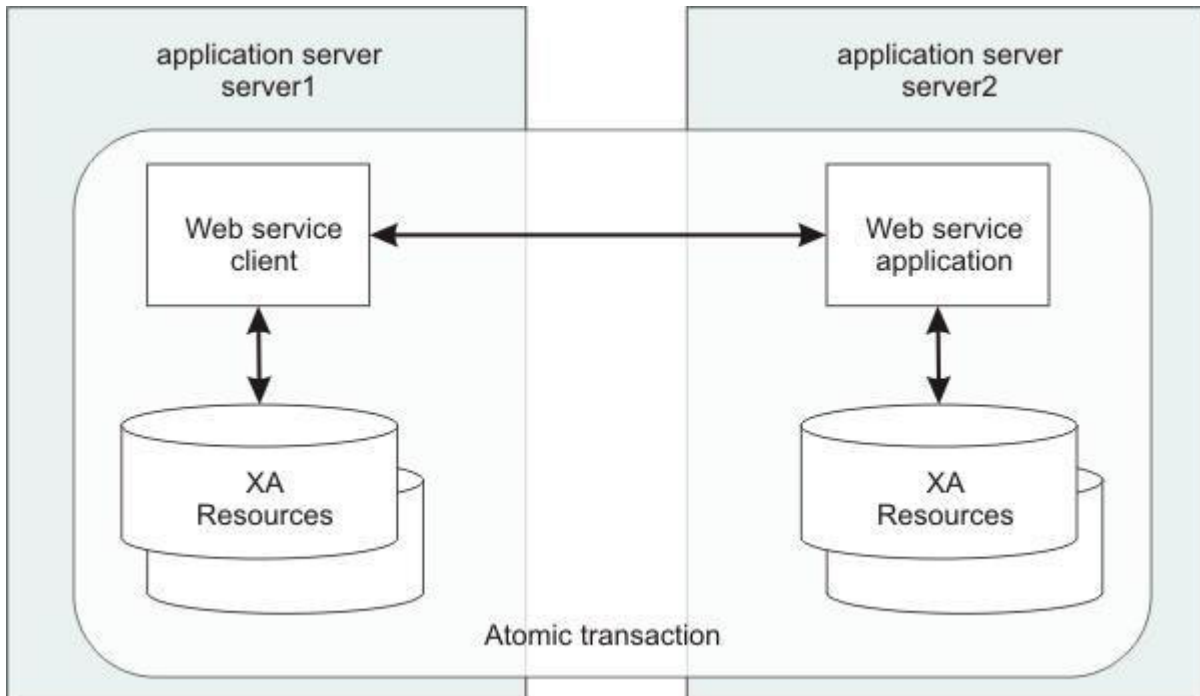 application server
server1
application server
server2
Web service
client
Web service
application
XA
Resources
XA
Resources
Atomic transaction